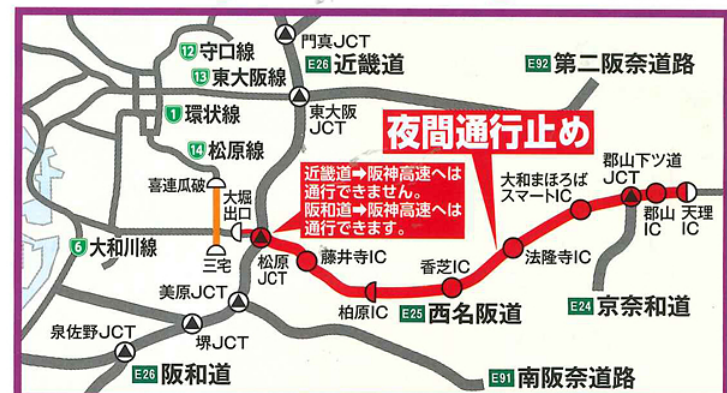 門真JCT
12 守口線
E26 近畿道
E92 第二阪奈道路
13 東大阪線
東大阪
JCT
1 環状線
夜間通行止め
14 松原線
近畿道➡阪神高速へは
通行できません。
阪和道➡阪神高速へは
通行できます。
喜連瓜破
大堀
出口
大和まほろば
スマートIC
郡山下ツ道
JCT
郡山
IC
天理
IC
6 大和川線
三宅
松原
JCT
藤井寺IC
香芝IC
法隆寺IC
美原JCT
柏原IC
E25 西名阪道
E24 京奈和道
泉佐野JCT
堺JCT
E26 阪和道
E91 南阪奈道路